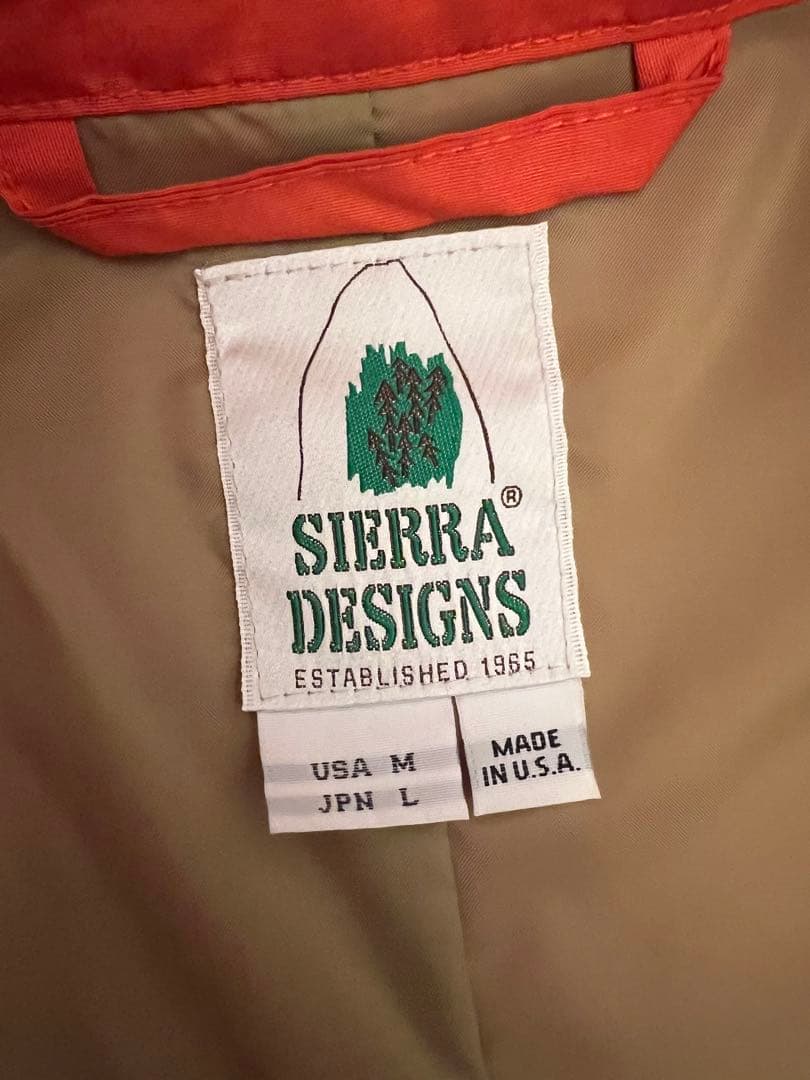 ®
SIERRA
DESIGNS
ESTABLISHED 1965
USA M
JPN L
MADE
IN U.S.A.